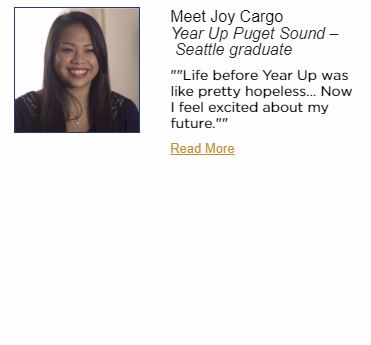 Meet Joy Cargo
Year Up Puget Sound –
Seattle graduate
""Life before Year Up was
like pretty hopeless... Now
I feel excited about my
future.""
Read More